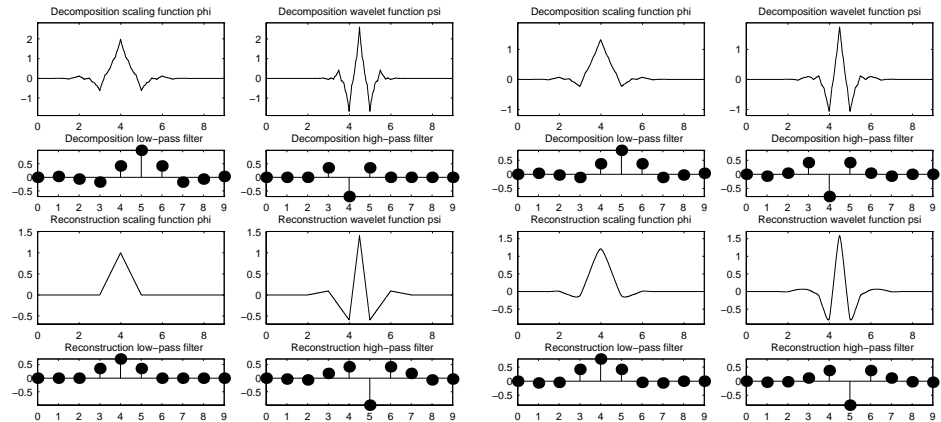 Decomposition scaling function phi
Decomposition wavelet function psi
Decomposition scaling function phi
Decomposition wavelet function psi
2
1
0
−1
0 2 4 6 8
0 2 4 6 8
1
0
−1
0 2 4 6 8
1
0
−1
0 2 4 6 8
2
1
0
−1
Decomposition low−pass filter
Decomposition high−pass filter
Decomposition low−pass filter
Decomposition high−pass filter
0.5
0
−0.5
0 1 2 3 4 5 6 7 8 9
0.5
0
−0.5
0 1 2 3 4 5 6 7 8 9
0.5
0
−0.5
0 1 2 3 4 5 6 7 8 9
0.5
0
−0.5
0 1 2 3 4 5 6 7 8 9
Reconstruction scaling function phi
Reconstruction wavelet function psi
Reconstruction scaling function phi
Reconstruction wavelet function psi
1.5
1
0.5
0
−0.5
0 2 4 6 8
1.5
1
0.5
0
−0.5
0 2 4 6 8
1.5
1
0.5
0
−0.5
0 2 4 6 8
1.5
1
0.5
0
−0.5
0 2 4 6 8
Reconstruction low−pass filter
Reconstruction high−pass filter
Reconstruction low−pass filter
Reconstruction high−pass filter
0.5
0
−0.5
0 1 2 3 4 5 6 7 8 9
0.5
0
−0.5
0 1 2 3 4 5 6 7 8 9
0.5
0
−0.5
0 1 2 3 4 5 6 7 8 9
0.5
0
−0.5
0 1 2 3 4 5 6 7 8 9